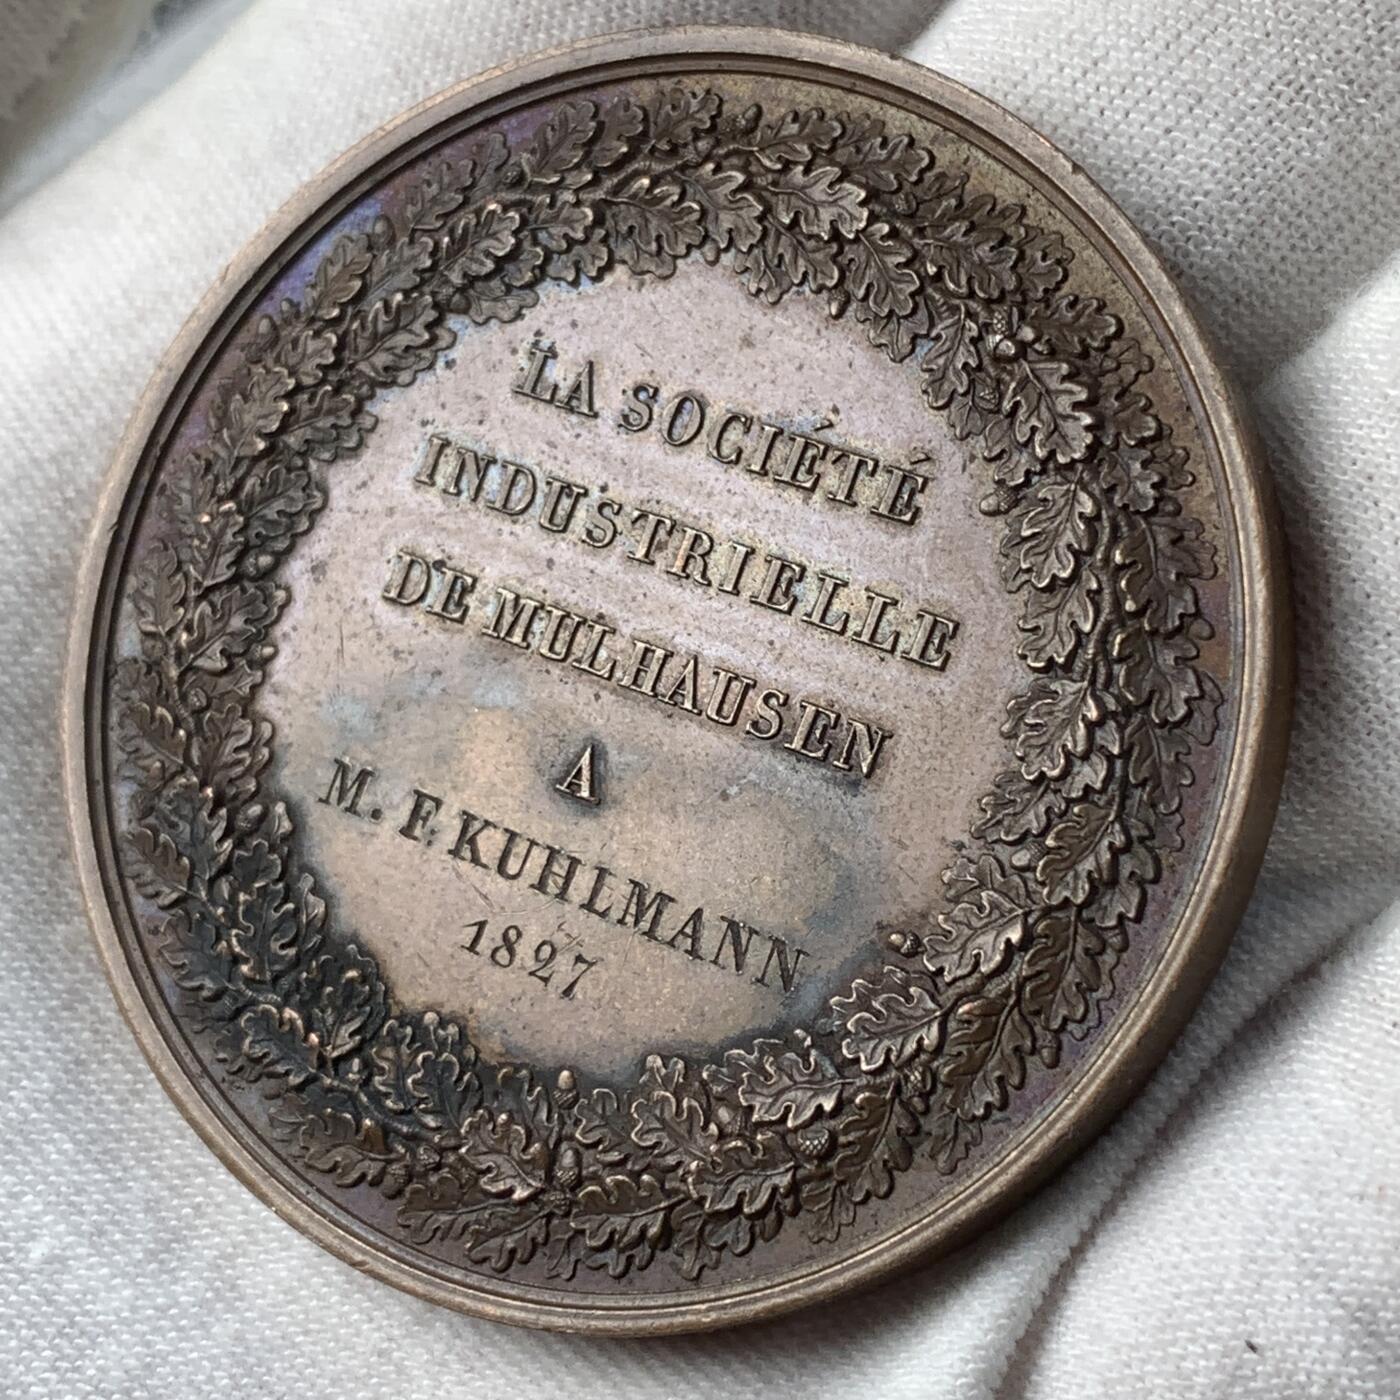 LA SOCIÉTÉ
INDUSTRIELLE
DE MULHAUSEN
A
M. F. KUHLMANN
1827